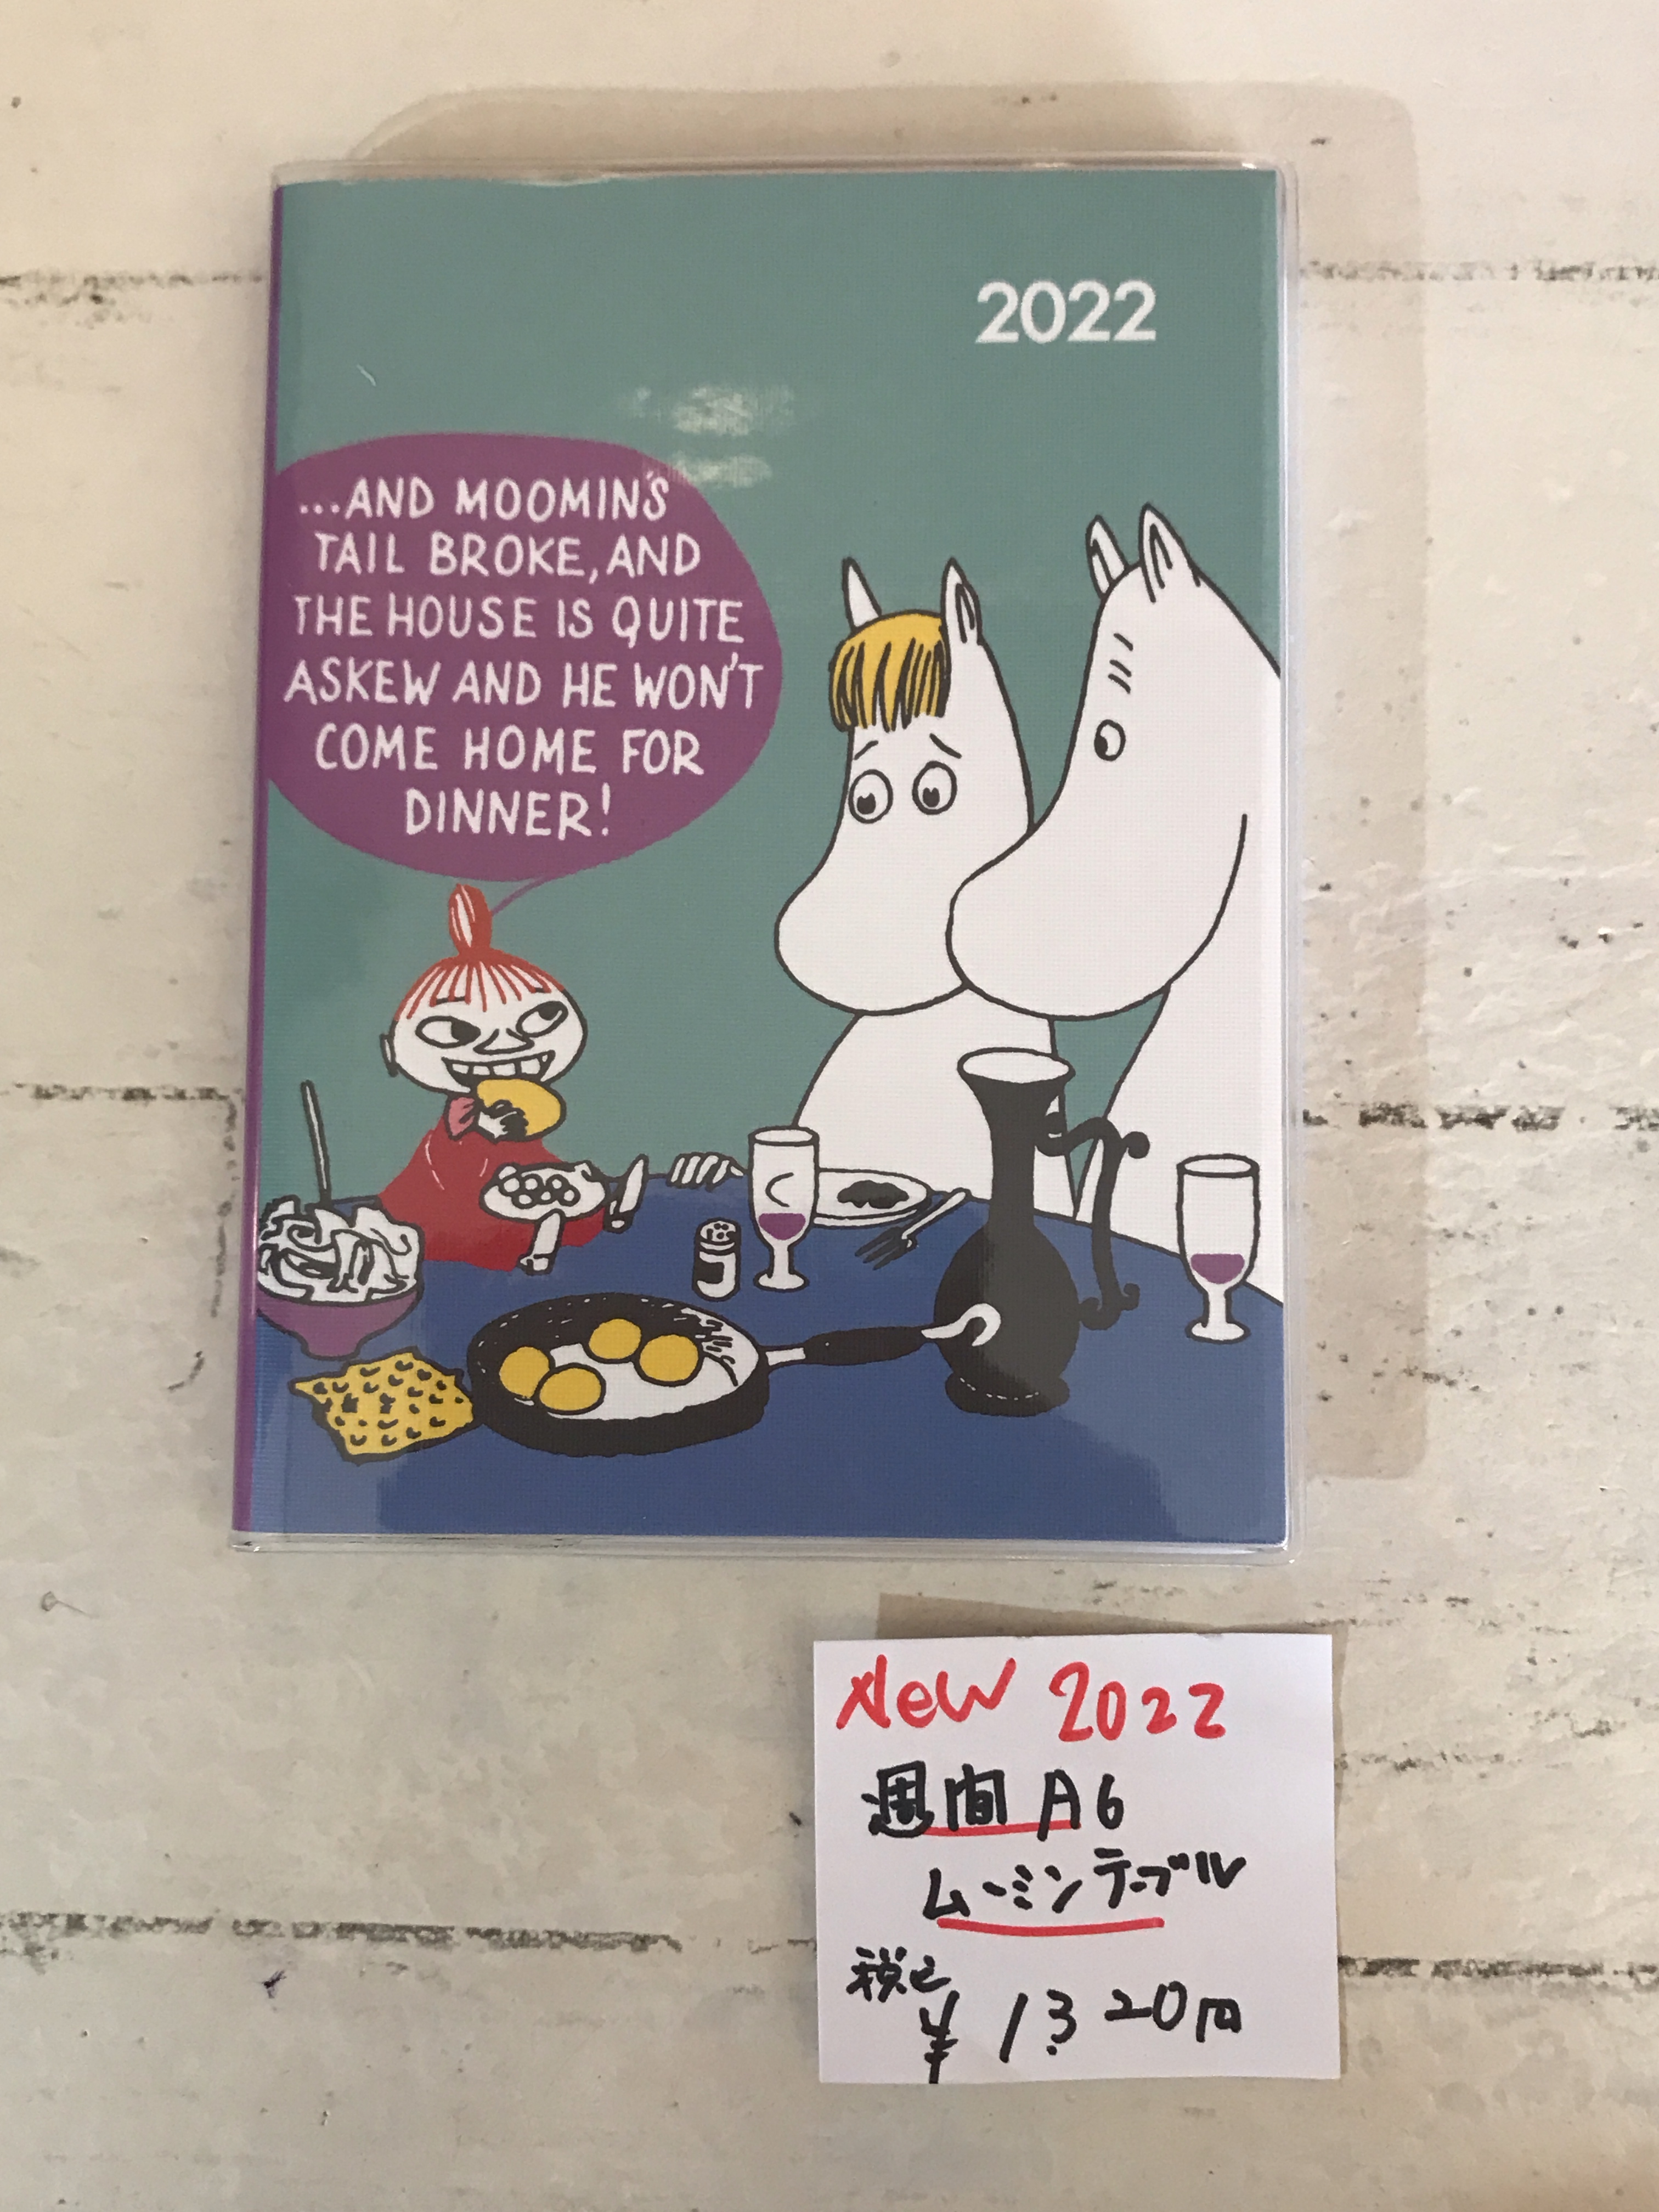 2022
...AND MOOMIN'S
TAIL BROKE, AND
THE HOUSE IS QUITE
ASKEW AND HE WON'T
COME HOME FOR
DINNER!
NeW 2022
週間 A6
ムーミンテーブル
税込
¥ 1320円